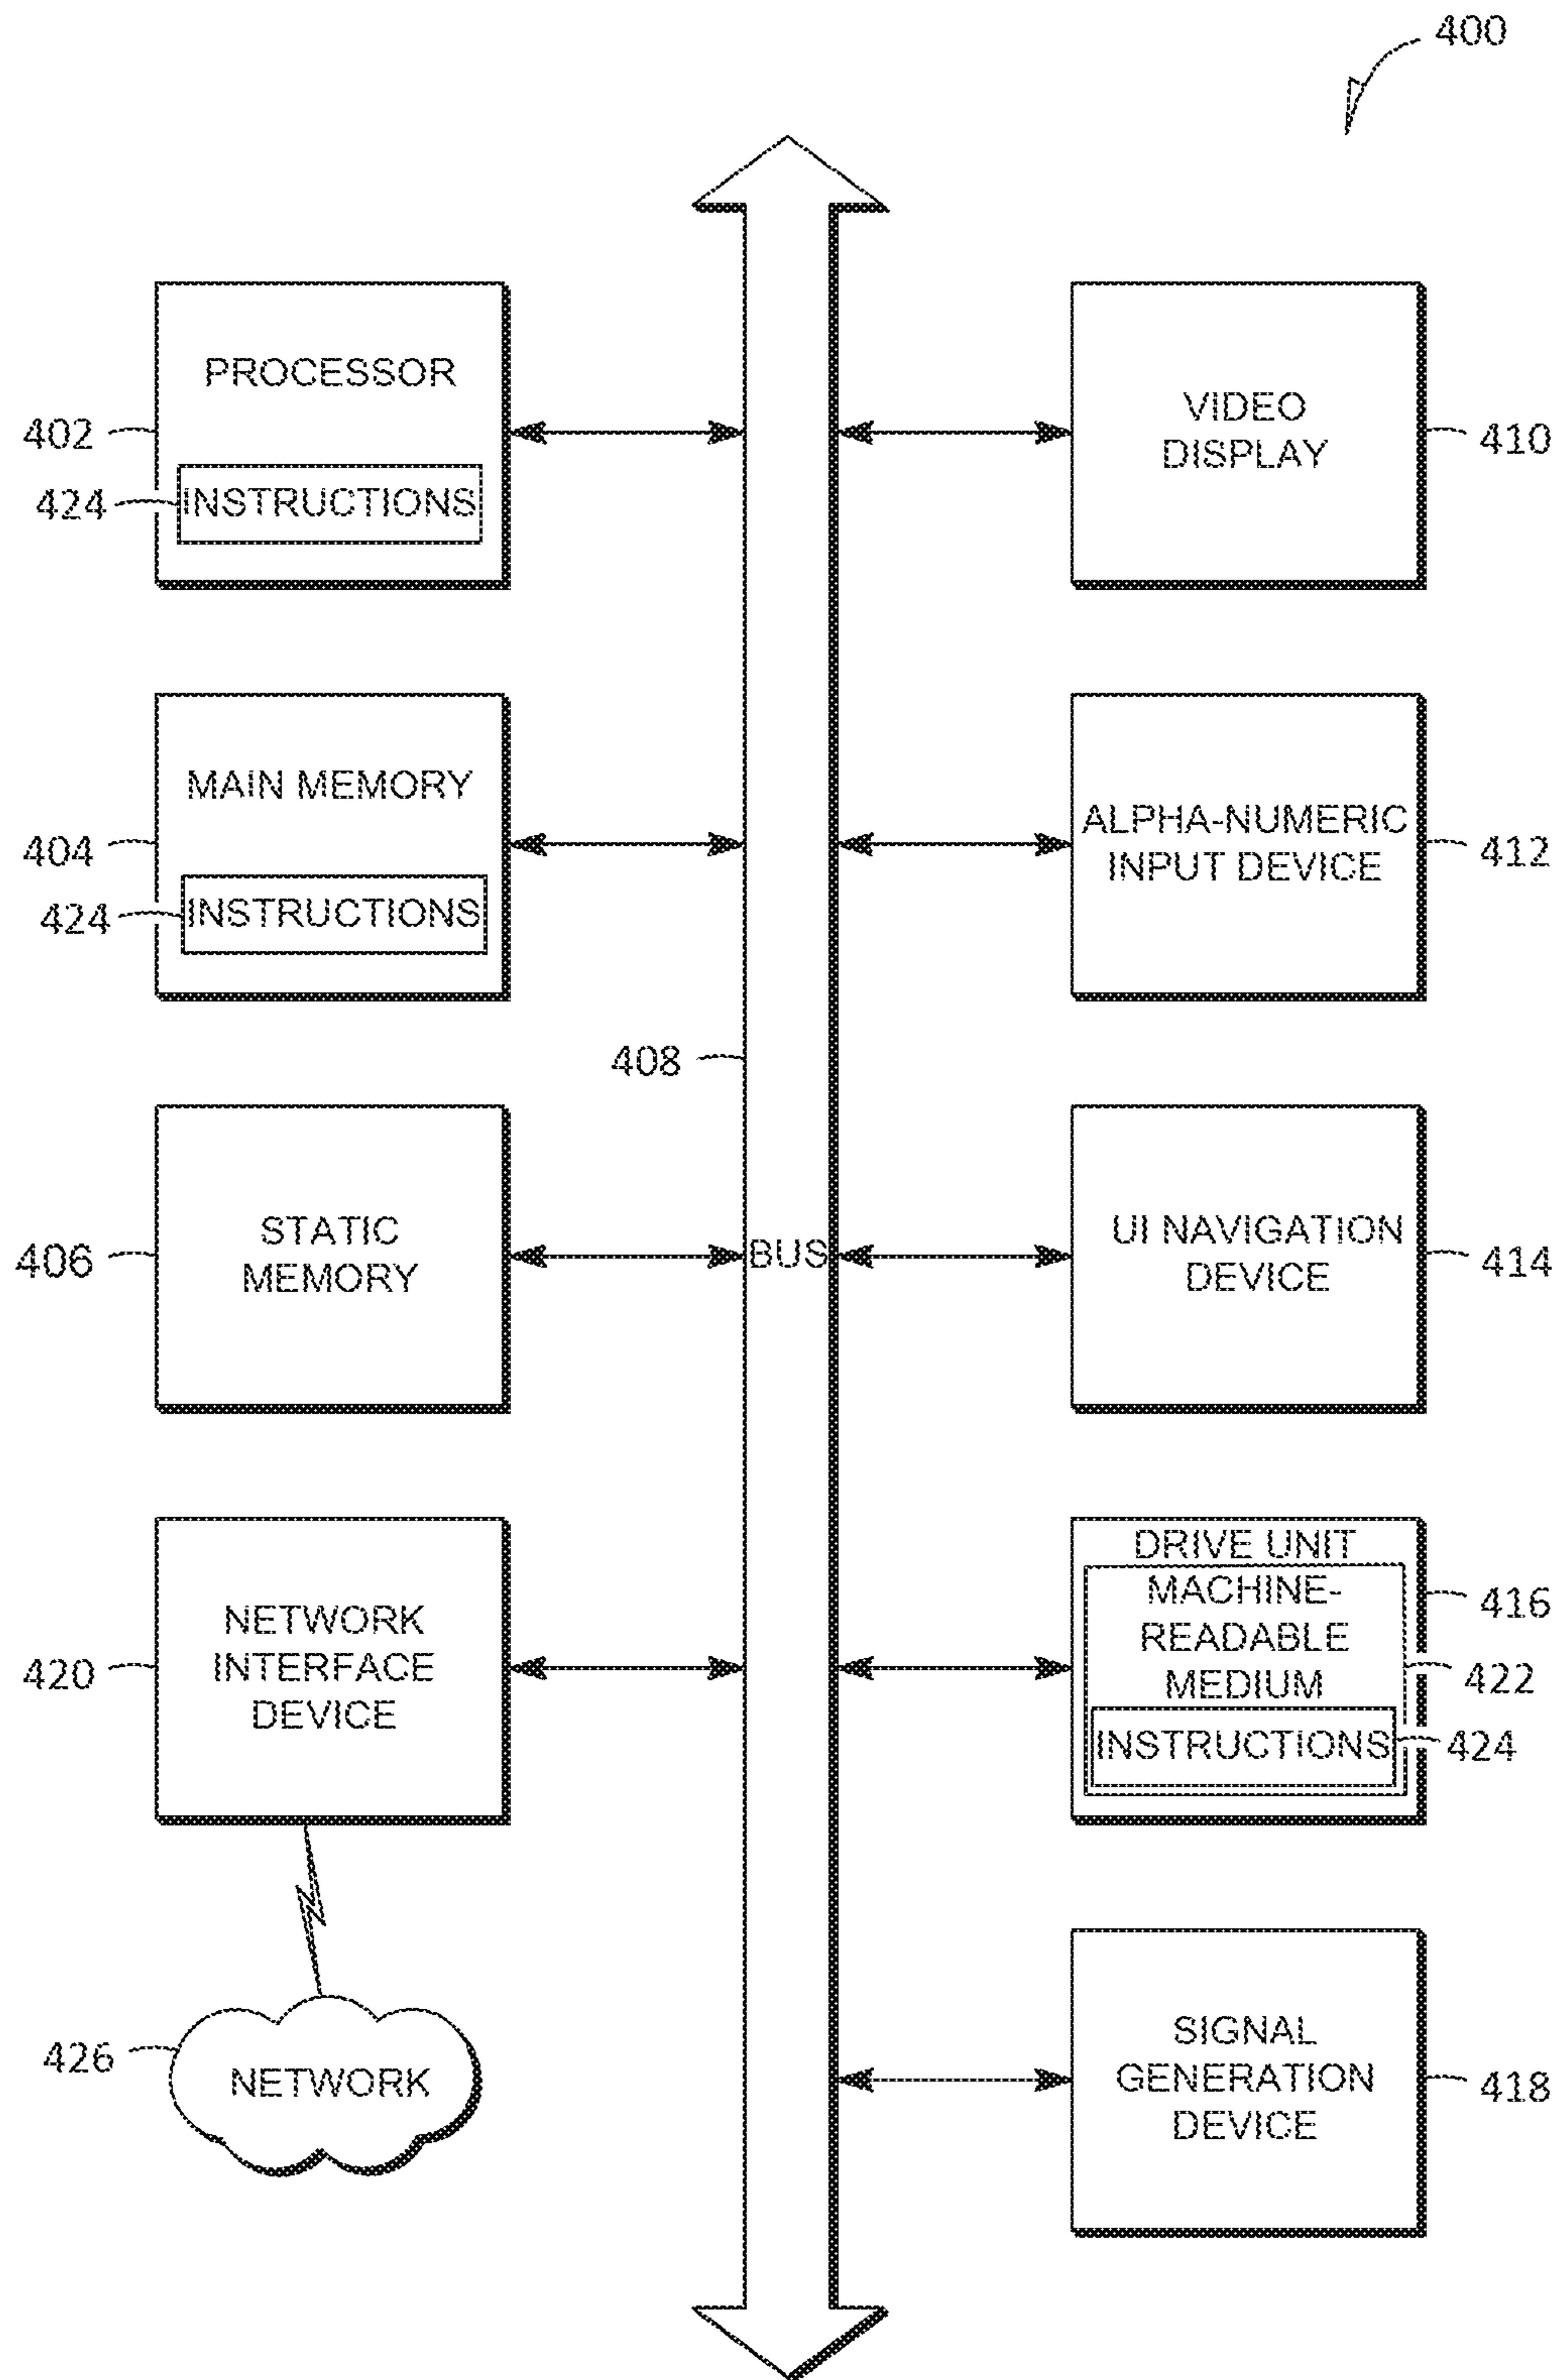 400
PROCESSOR
402
424
INSTRUCTIONS
VIDEO
DISPLAY
410
MAIN MEMORY
404
424
INSTRUCTIONS
ALPHA-NUMERIC
INPUT DEVICE
412
408
BUS
STATIC
MEMORY
406
UI NAVIGATION
DEVICE
414
NETWORK
INTERFACE
DEVICE
420
DRIVE UNIT
MACHINE-
READABLE
MEDIUM
INSTRUCTIONS
416
422
424
426
NETWORK
SIGNAL
GENERATION
DEVICE
418